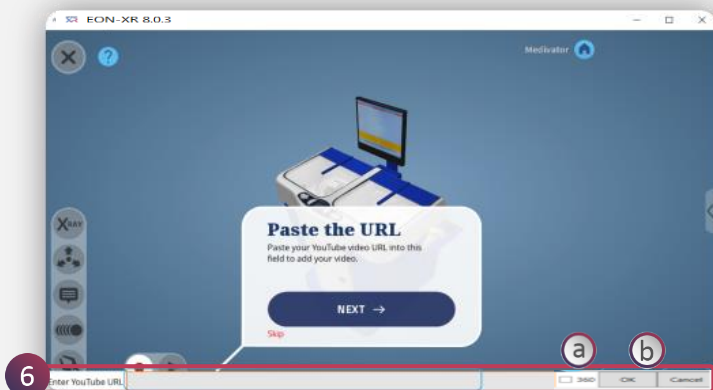 EON-XR 8.0.3
Medivator
XRAY
Paste the URL
Paste your YouTube video URL into this
field to add your video.
NEXT →
Skip
a
b
6
Enter YouTube URL
360
OK
Cancel